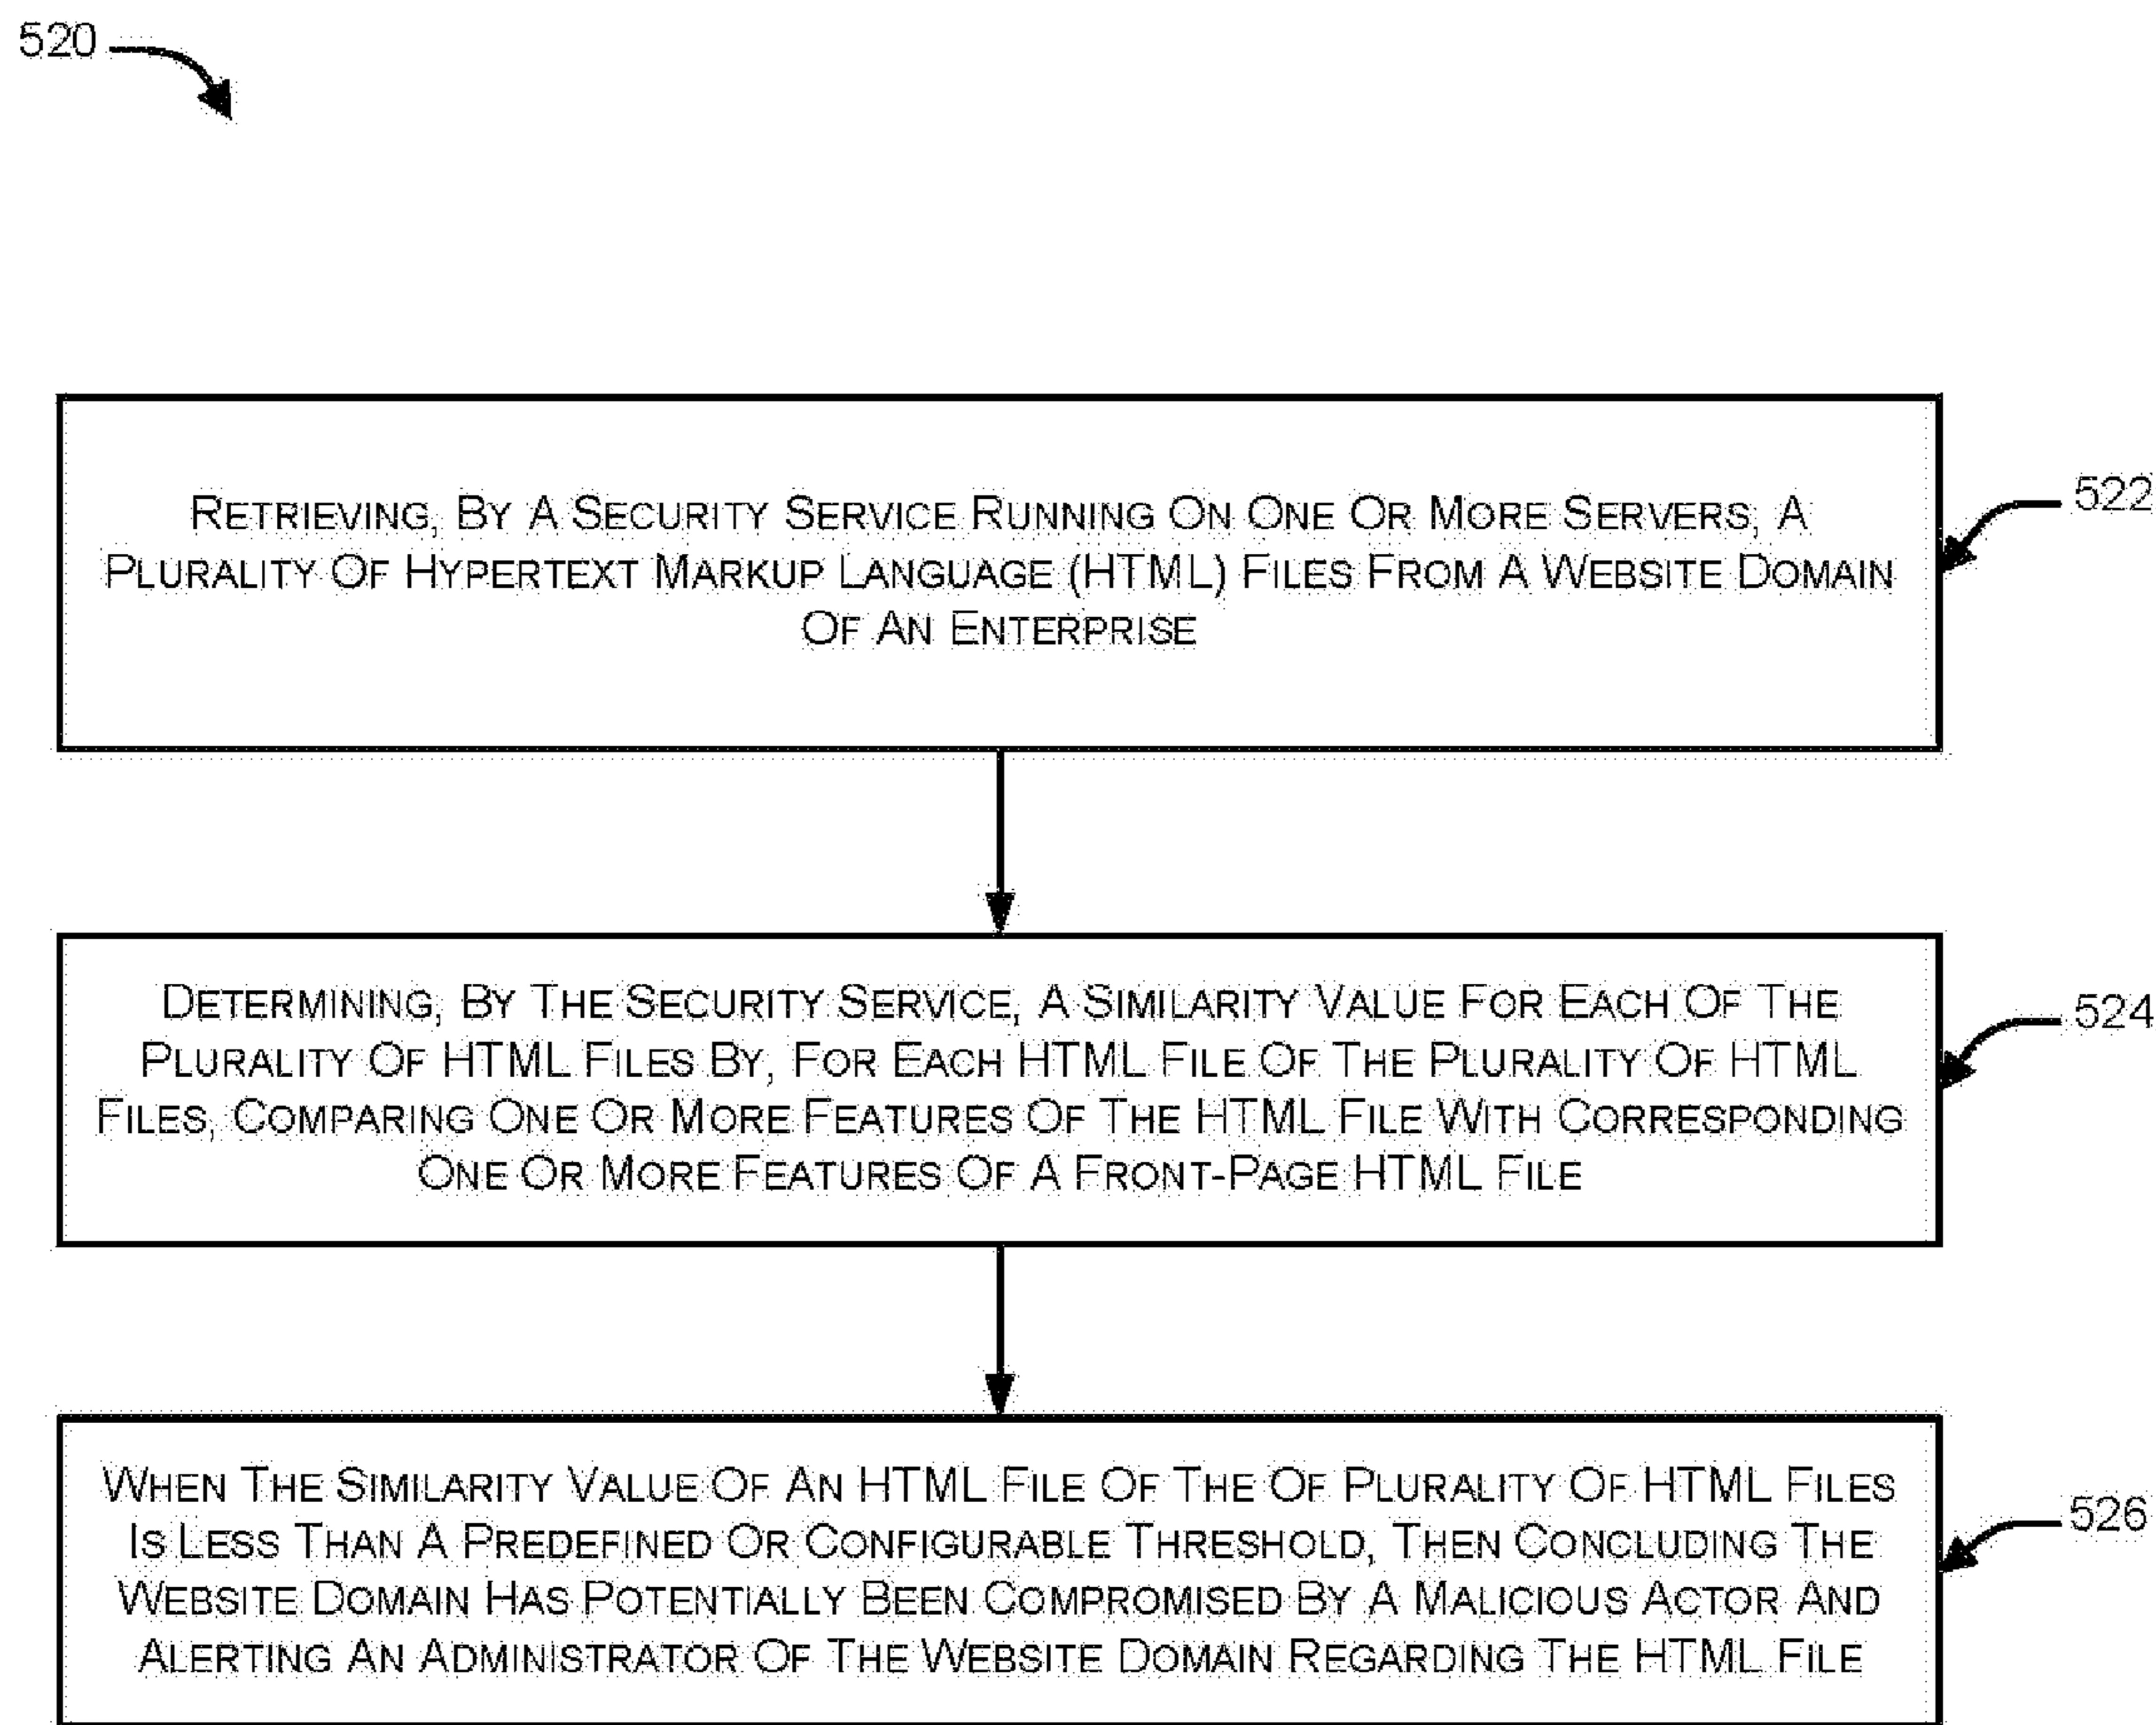 520
RETRIEVING, BY A SECURITY SERVICE RUNNING ON ONE OR MORE SERVERS, A
PLURALITY OF HYPERTEXT MARKUP LANGUAGE (HTML) FILES FROM A WEBSITE DOMAIN
OF AN ENTERPRISE
522
DETERMINING, BY THE SECURITY SERVICE, A SIMILARITY VALUE FOR EACH OF THE
PLURALITY OF HTML FILES BY, FOR EACH HTML FILE OF THE PLURALITY OF HTML
FILES, COMPARING ONE OR MORE FEATURES OF THE HTML FILE WITH CORRESPONDING
ONE OR MORE FEATURES OF A FRONT-PAGE HTML FILE
524
WHEN THE SIMILARITY VALUE OF AN HTML FILE OF THE OF PLURALITY OF HTML FILES
IS LESS THAN A PREDEFINED OR CONFIGURABLE THRESHOLD, THEN CONCLUDING THE
WEBSITE DOMAIN HAS POTENTIALLY BEEN COMPROMISED BY A MALICIOUS ACTOR AND
ALERTING AN ADMINISTRATOR OF THE WEBSITE DOMAIN REGARDING THE HTML FILE
526